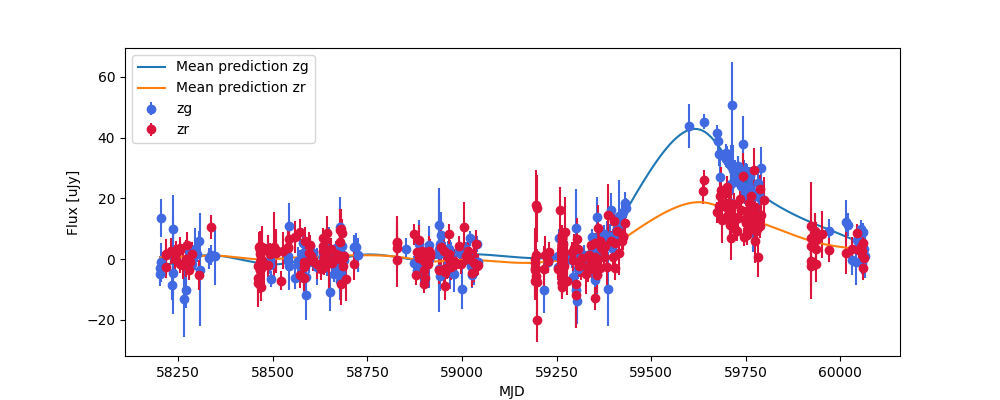 Mean prediction zg
Mean prediction zr
zg
zr
Flux [uJy]
60
40
20
0
−20
58250 58500 58750 59000 59250 59500 59750 60000
MJD